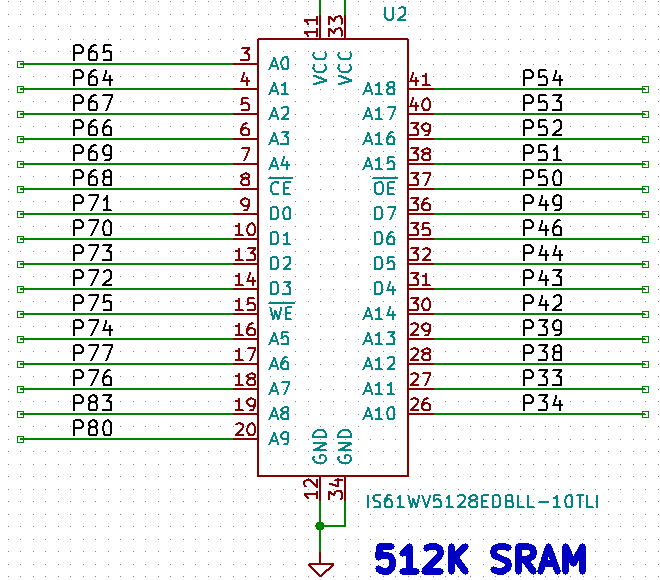 U2
11 33
VCC VCC
P65 3 A0
P64 4 A1 A18 41 P54
P67 5 A2 A17 40 P53
P66 6 A3 A16 39 P52
P69 7 A4 A15 38 P51
P68 8 CE OE 37 P50
P71 9 D0 D7 36 P49
P70 10 D1 D6 35 P46
P73 13 D2 D5 32 P44
P72 14 D3 D4 31 P43
P75 15 WE A14 30 P42
P74 16 A5 A13 29 P39
P77 17 A6 A12 28 P38
P76 18 A7 A11 27 P33
P83 19 A8 A10 26 P34
P80 20 A9
GND GND
12 34
IS61WV5128EDBLL-10TLI
512K SRAM